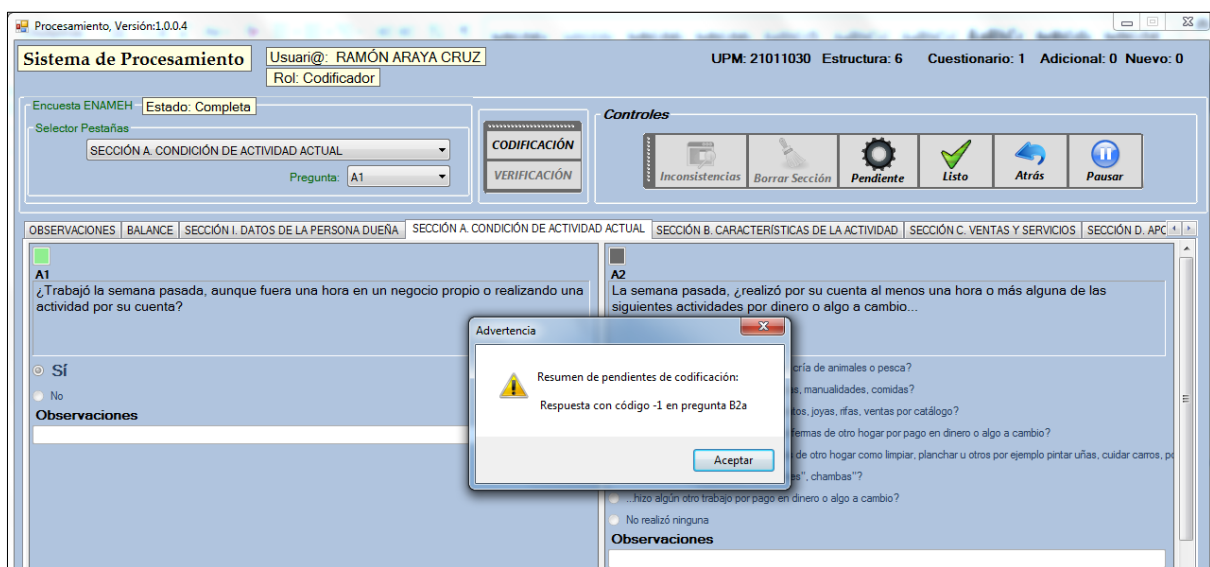 Procesamiento, Versión:1.0.0.4
Sistema de Procesamiento
Usuari@: RAMÓN ARAYA CRUZ
Rol: Codificador
UPM: 21011030 Estructura: 6 Cuestionario: 1 Adicional: 0 Nuevo: 0
Encuesta ENAMEH
Estado: Completa
Selector Pestañas
SECCIÓN A. CONDICIÓN DE ACTIVIDAD ACTUAL
Pregunta: A1
CODIFICACIÓN
VERIFICACIÓN
Controles
Inconsistencias
Borrar Sección
Pendiente
Listo
Atrás
Pausar
OBSERVACIONES
BALANCE
SECCIÓN I. DATOS DE LA PERSONA DUEÑA
SECCIÓN A. CONDICIÓN DE ACTIVIDAD ACTUAL
SECCIÓN B. CARACTERÍSTICAS DE LA ACTIVIDAD
SECCIÓN C. VENTAS Y SERVICIOS
SECCIÓN D.
A1
¿Trabajó la semana pasada, aunque fuera una hora en un negocio propio o realizando una
actividad por su cuenta?
Sí
No
Observaciones
A2
La semana pasada, ¿realizó por su cuenta al menos una hora o más alguna de las
siguientes actividades por dinero o algo a cambio...
cría de animales o pesca?
manualidades, comidas?
joyas, rifas, ventas por catálogo?
de otro hogar por pago en dinero o algo a cambio?
de otro hogar como limpiar, planchar u otros por ejemplo pintar uñas, cuidar carros,
chambas"?
...hizo algún otro trabajo por pago en dinero o algo a cambio?
No realizó ninguna
Observaciones
Advertencia
Resumen de pendientes de codificación:
Respuesta con código -1 en pregunta B2a
Aceptar